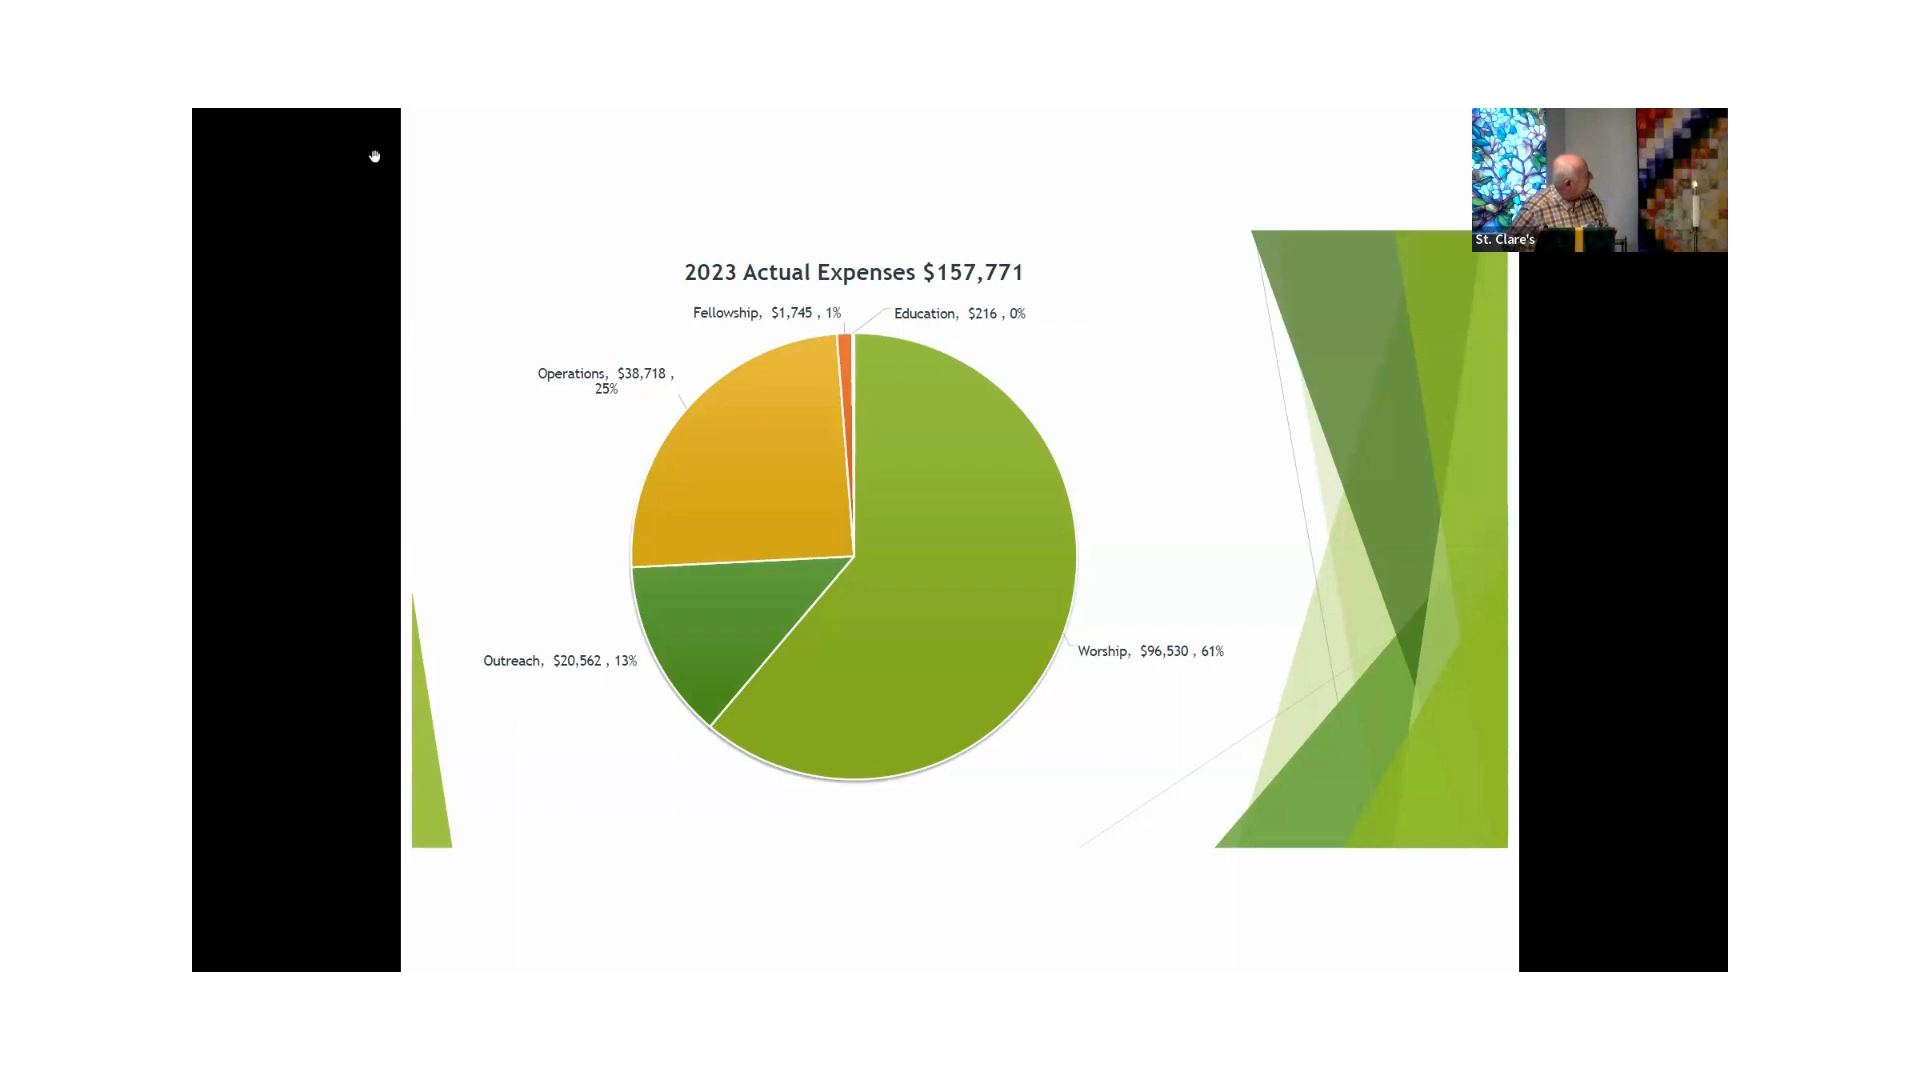 St. Clare's
2023 Actual Expenses $157,771
Fellowship, $1,745 , 1%
Education, $216 , 0%
Operations, $38,718 ,
25%
Worship, $96,530 , 61%
Outreach, $20,562 , 13%